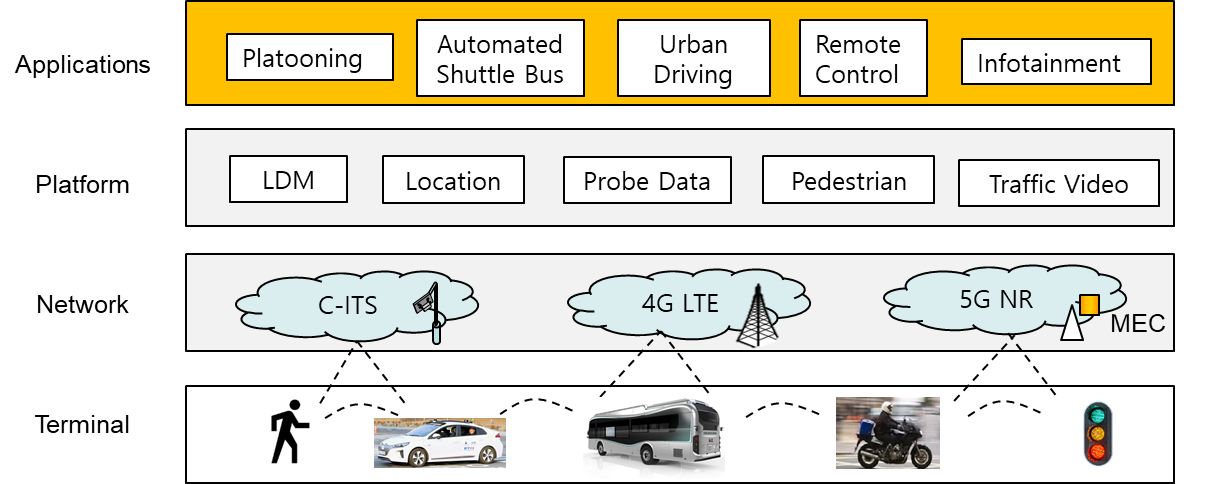 Applications
Platooning
Automated
Shuttle Bus
Urban
Driving
Remote
Control
Infotainment
Platform
LDM
Location
Probe Data
Pedestrian
Traffic Video
Network
C-ITS
4G LTE
5G NR
MEC
Terminal